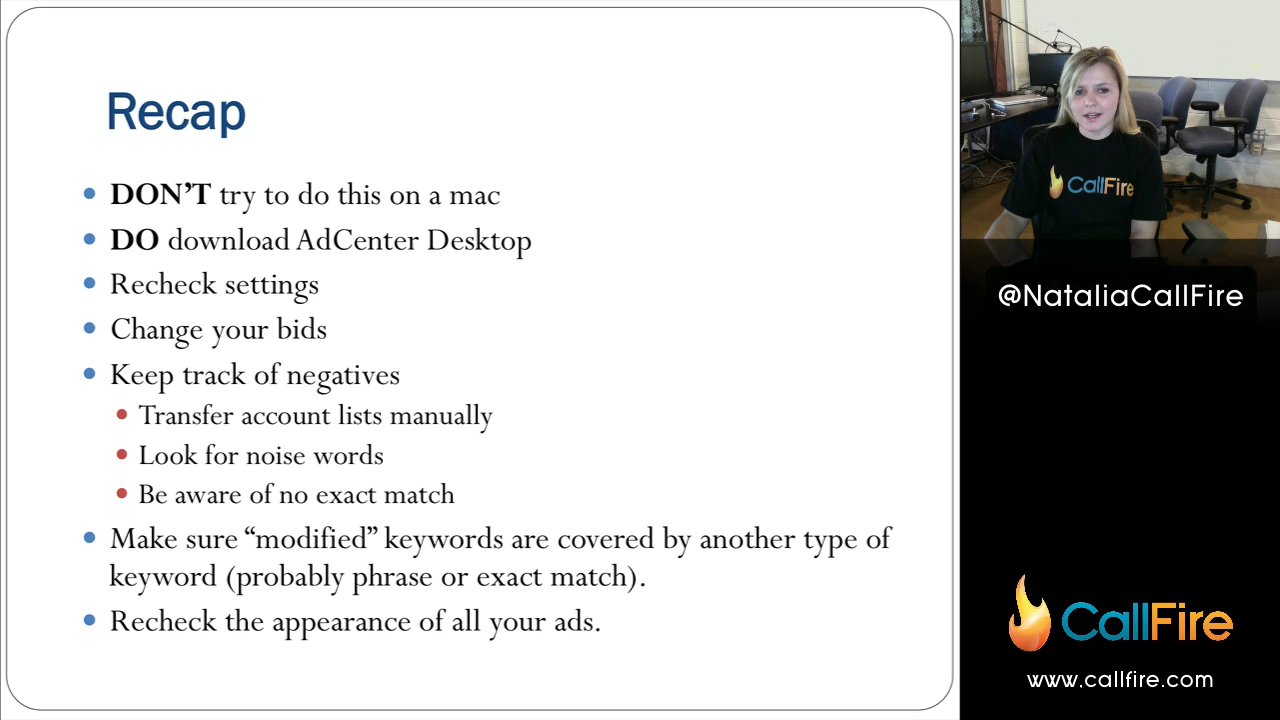 Recap
DON'T try to do this on a mac
DO download AdCenter Desktop
Recheck settings
Change your bids
Keep track of negatives
Transfer account lists manually
Look for noise words
Be aware of no exact match
Make sure “modified” keywords are covered by another type of
keyword (probably phrase or exact match).
Recheck the appearance of all your ads.
CallFire
@NataliaCallFire
CallFire
www.callfire.com